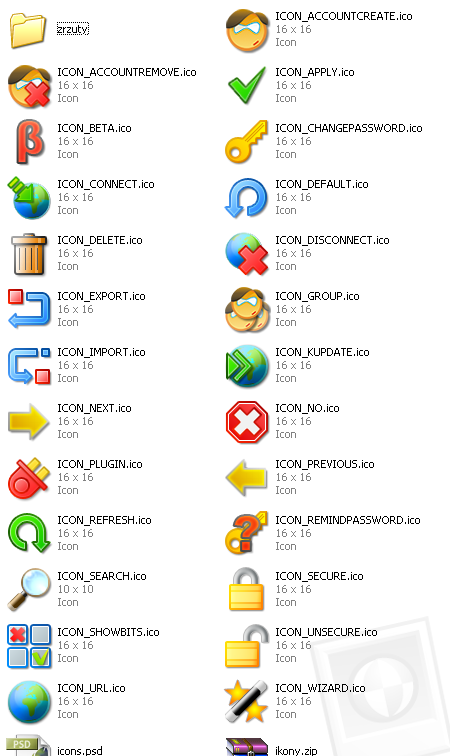 zrzuty
ICON_ACCOUNTCREATE.ico
16 x 16
Icon
ICON_ACCOUNTREMOVE.ico
16 x 16
Icon
ICON_APPLY.ico
16 x 16
Icon
ICON_BETA.ico
16 x 16
Icon
ICON_CHANGEPASSWORD.ico
16 x 16
Icon
ICON_CONNECT.ico
16 x 16
Icon
ICON_DEFAULT.ico
16 x 16
Icon
ICON_DELETE.ico
16 x 16
Icon
ICON_DISCONNECT.ico
16 x 16
Icon
ICON_EXPORT.ico
16 x 16
Icon
ICON_GROUP.ico
16 x 16
Icon
ICON_IMPORT.ico
16 x 16
Icon
ICON_KUPDATE.ico
16 x 16
Icon
ICON_NEXT.ico
16 x 16
Icon
ICON_NO.ico
16 x 16
Icon
ICON_PLUGIN.ico
16 x 16
Icon
ICON_PREVIOUS.ico
16 x 16
Icon
ICON_REFRESH.ico
16 x 16
Icon
ICON_REMINDPASSWORD.ico
16 x 16
Icon
ICON_SEARCH.ico
10 x 10
Icon
ICON_SECURE.ico
16 x 16
Icon
ICON_SHOWBITS.ico
16 x 16
Icon
ICON_UNSECURE.ico
16 x 16
Icon
ICON_URL.ico
16 x 16
Icon
ICON_WIZARD.ico
16 x 16
Icon
PSD
icons.psd
ikony.zip